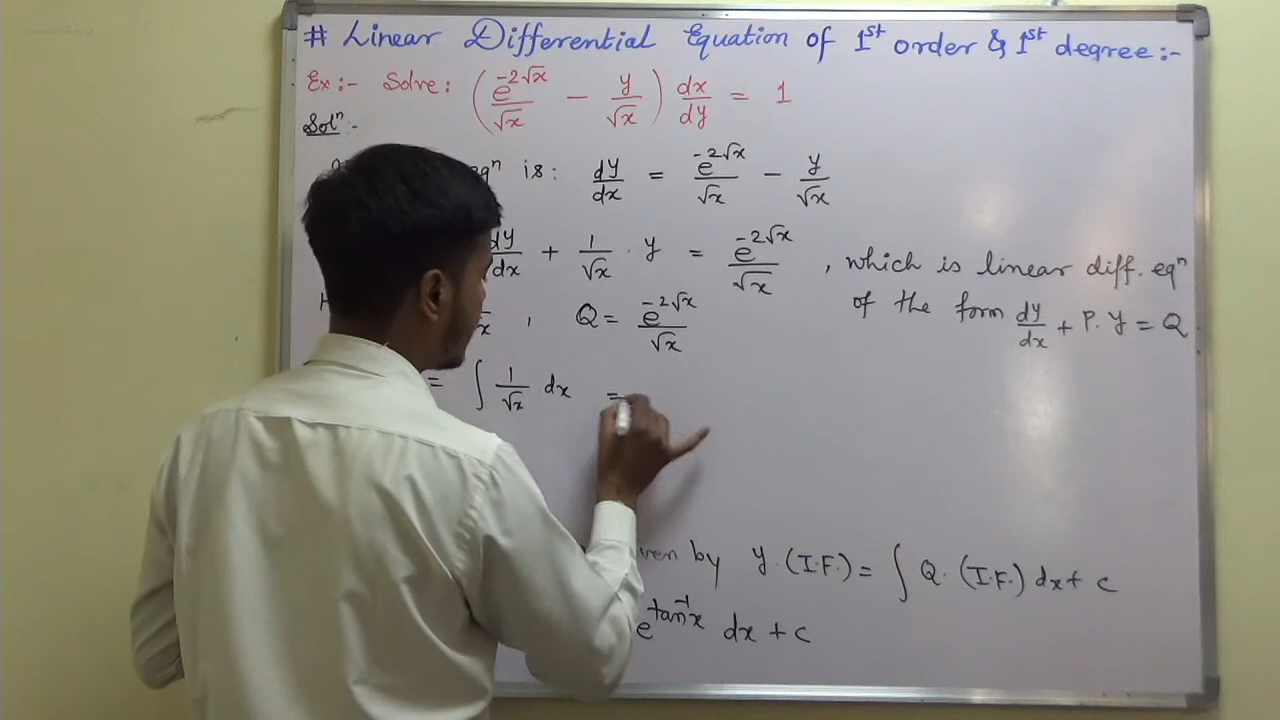 # Linear Differential Equation of 1st order & 1st degree :-
Ex :- Solve : (e^{-2√x}/√x − y/√x) dx/dy = 1
Solⁿ :-
eqⁿ is : dy/dx = e^{-2√x}/√x − y/√x
dy/dx + 1/√x · y = e^{-2√x}/√x , which is linear diff. eqⁿ
of the form dy/dx + P. y = Q.
, Q = e^{-2√x}/√x
= ∫ 1/√x dx =
by y. (I.F.) = ∫ Q. (I.F.) dx + c
e^{tan⁻¹x} dx + c